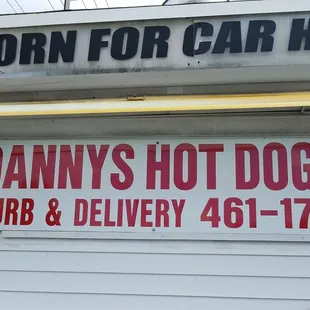 ORN FOR CAR H
DANNYS HOT DOG
URB & DELIVERY 461-17